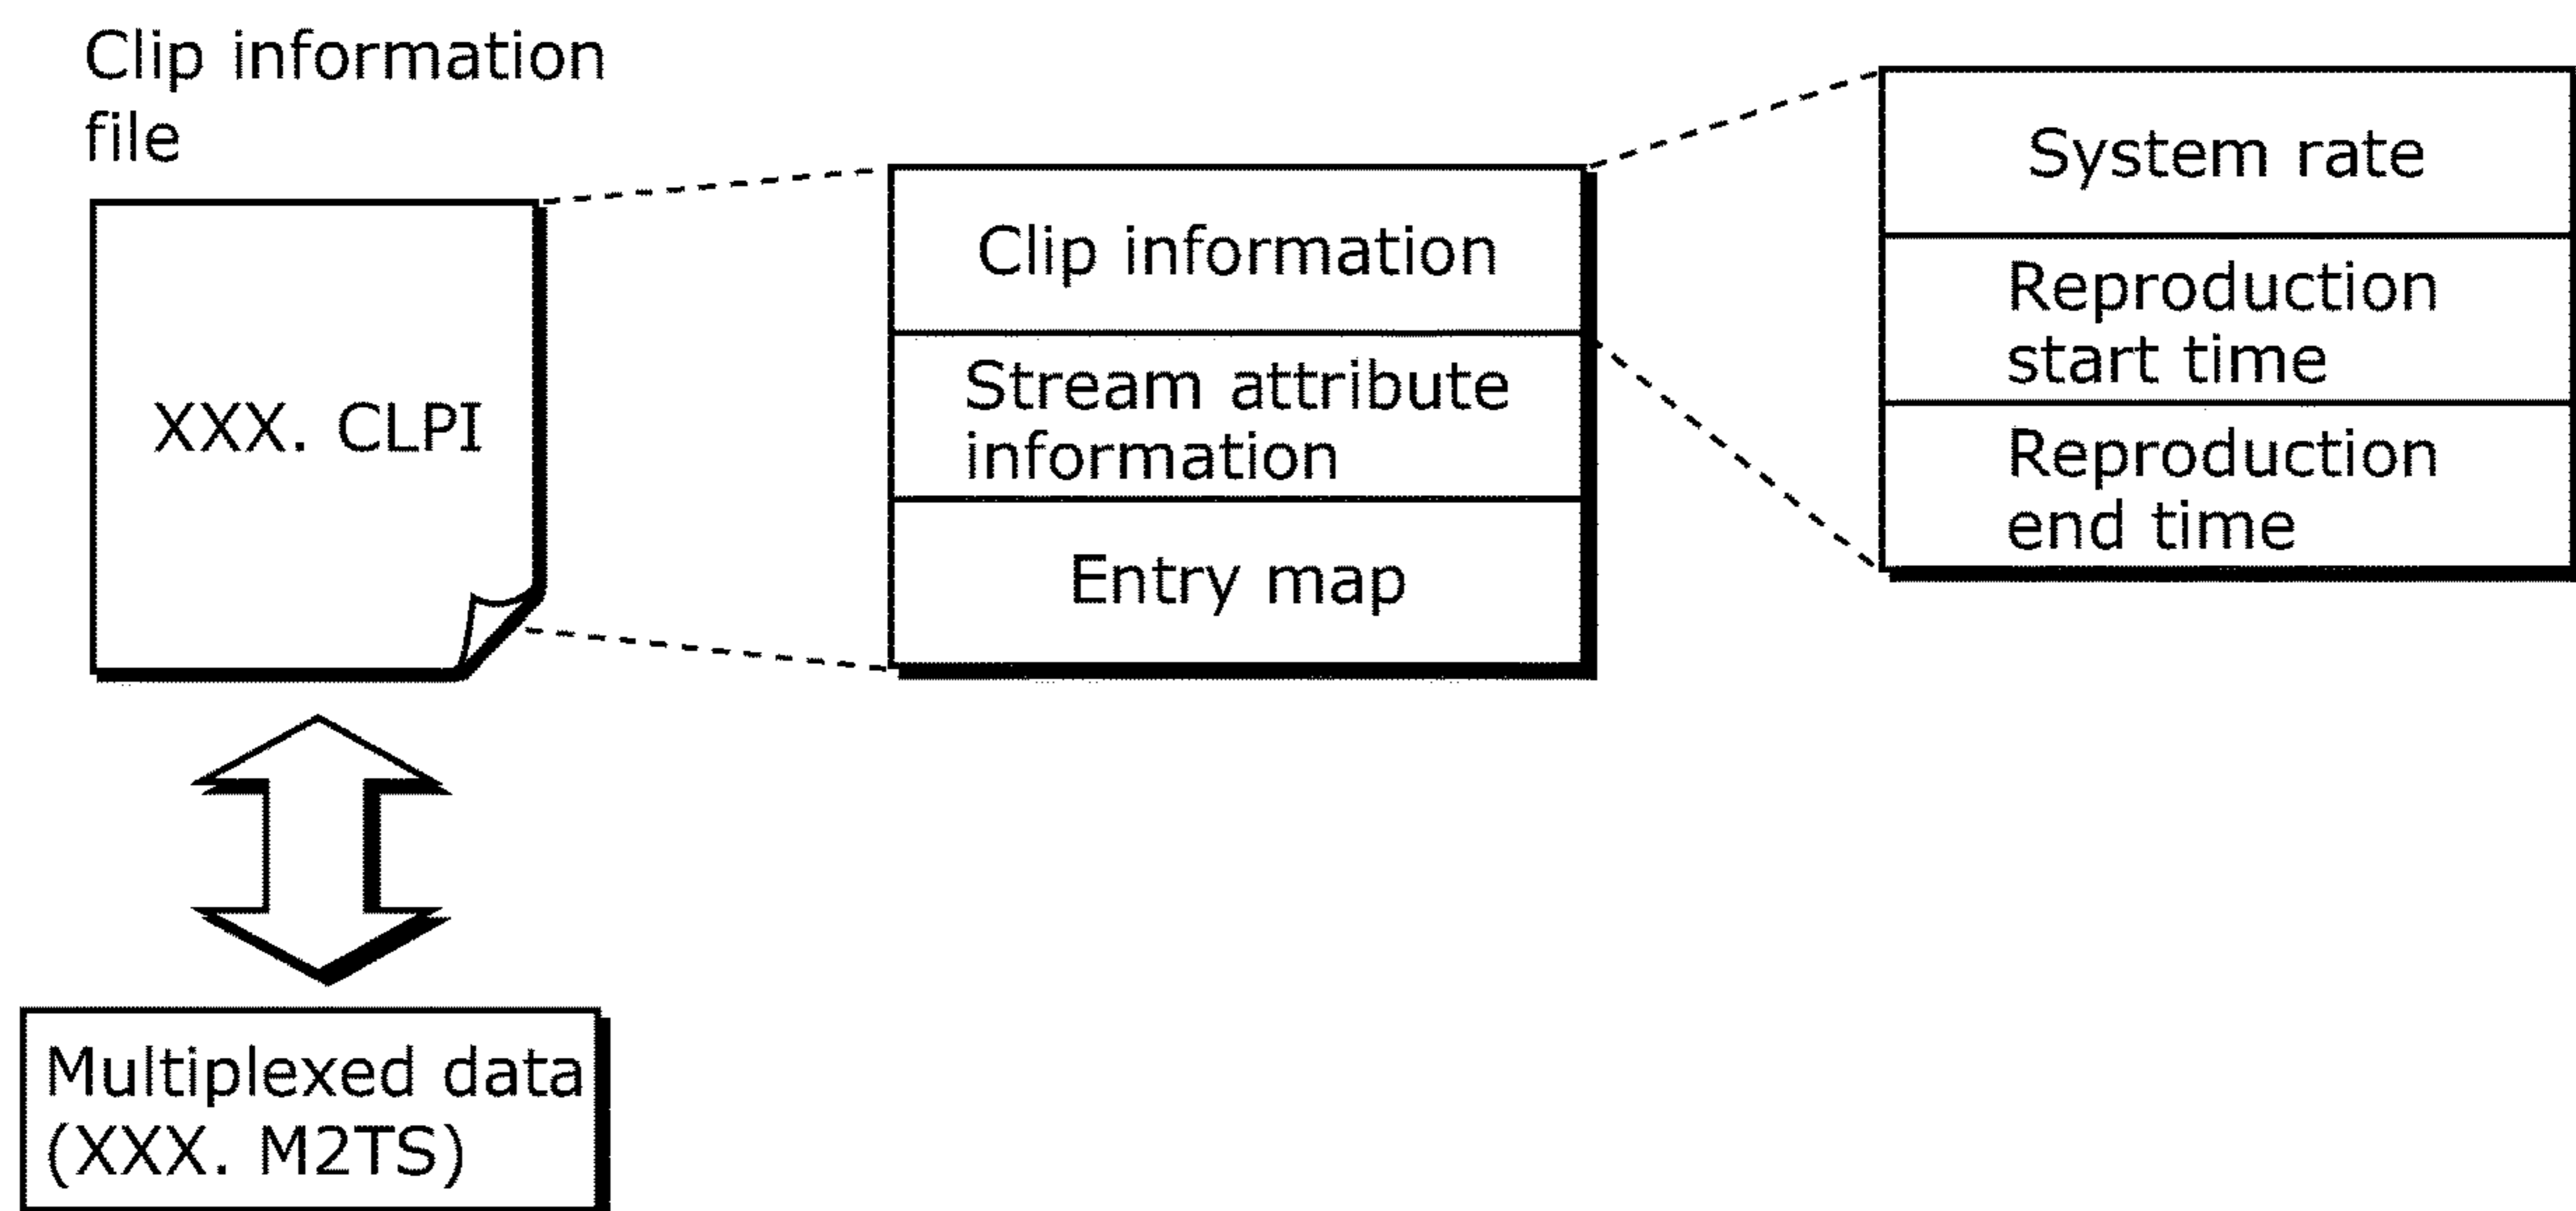 Clip information
file
XXX. CLPI
Multiplexed data
(XXX. M2TS)
Clip information
Stream attribute
information
Entry map
System rate
Reproduction
start time
Reproduction
end time